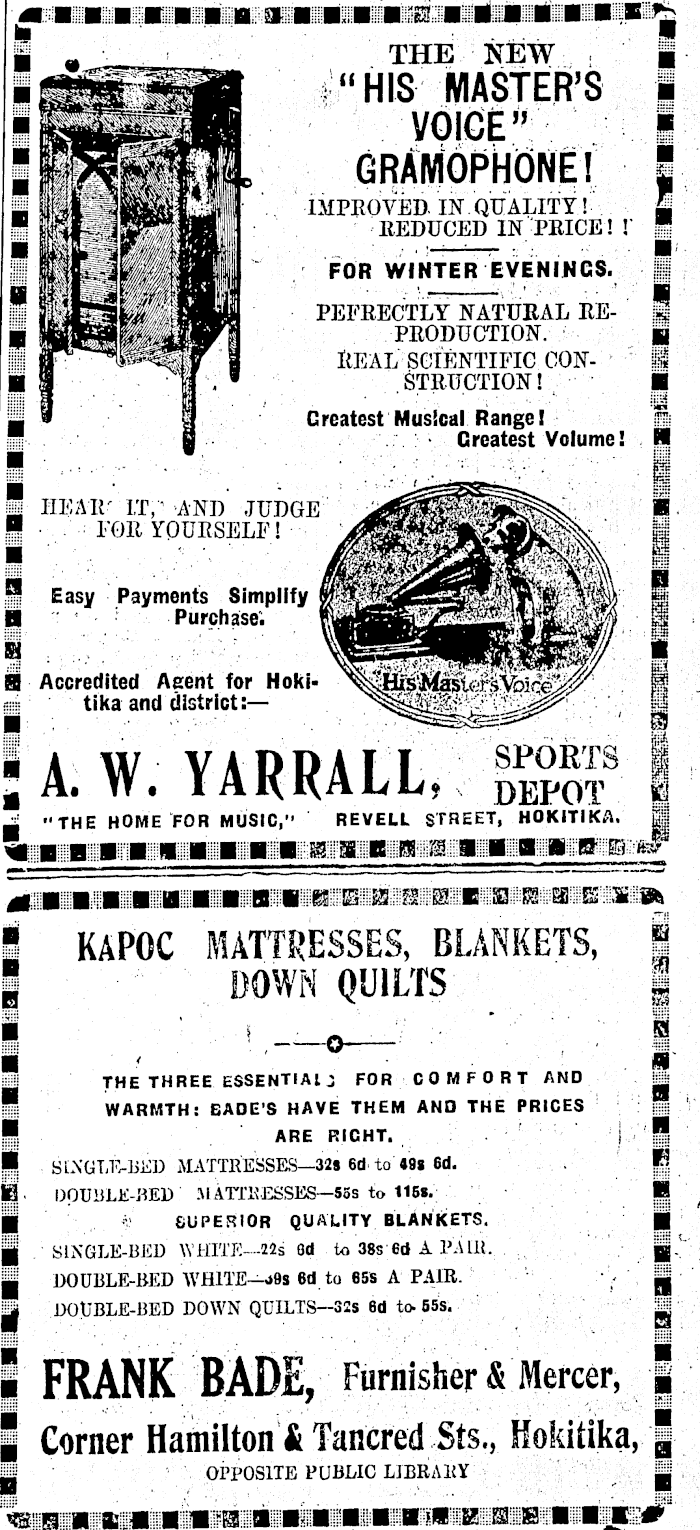 THE NEW
"HIS MASTER'S
VOICE"
GRAMOPHONE!
IMPROVED IN QUALITY!
REDUCED IN PRICE!!
FOR WINTER EVENINGS.
PEFRECTLY NATURAL RE-
PRODUCTION.
REAL SCIENTIFIC CON-
STRUCTION!
Greatest Musical Range!
Greatest Volume!
HEAR IT, AND JUDGE
FOR YOURSELF!
Easy Payments Simplify
Purchase.
His Master's Voice
Accredited Agent for Hoki-
tika and district:—
A. W. YARRALL, SPORTS
DEPOT
"THE HOME FOR MUSIC," REVELL STREET, HOKITIKA.
KAPOC MATTRESSES, BLANKETS,
DOWN QUILTS
THE THREE ESSENTIALS FOR COMFORT AND
WARMTH: BADE'S HAVE THEM AND THE PRICES
ARE RIGHT.
SINGLE-BED MATTRESSES—32s 6d to 49s 6d.
DOUBLE-BED MATTRESSES—55s to 115s.
SUPERIOR QUALITY BLANKETS.
SINGLE-BED WHITE—22s 6d to 38s 6d A PAIR.
DOUBLE-BED WHITE—39s 6d to 65s A PAIR.
DOUBLE-BED DOWN QUILTS—32s 6d to 55s.
FRANK BADE, Furnisher & Mercer,
Corner Hamilton & Tancred Sts., Hokitika,
OPPOSITE PUBLIC LIBRARY